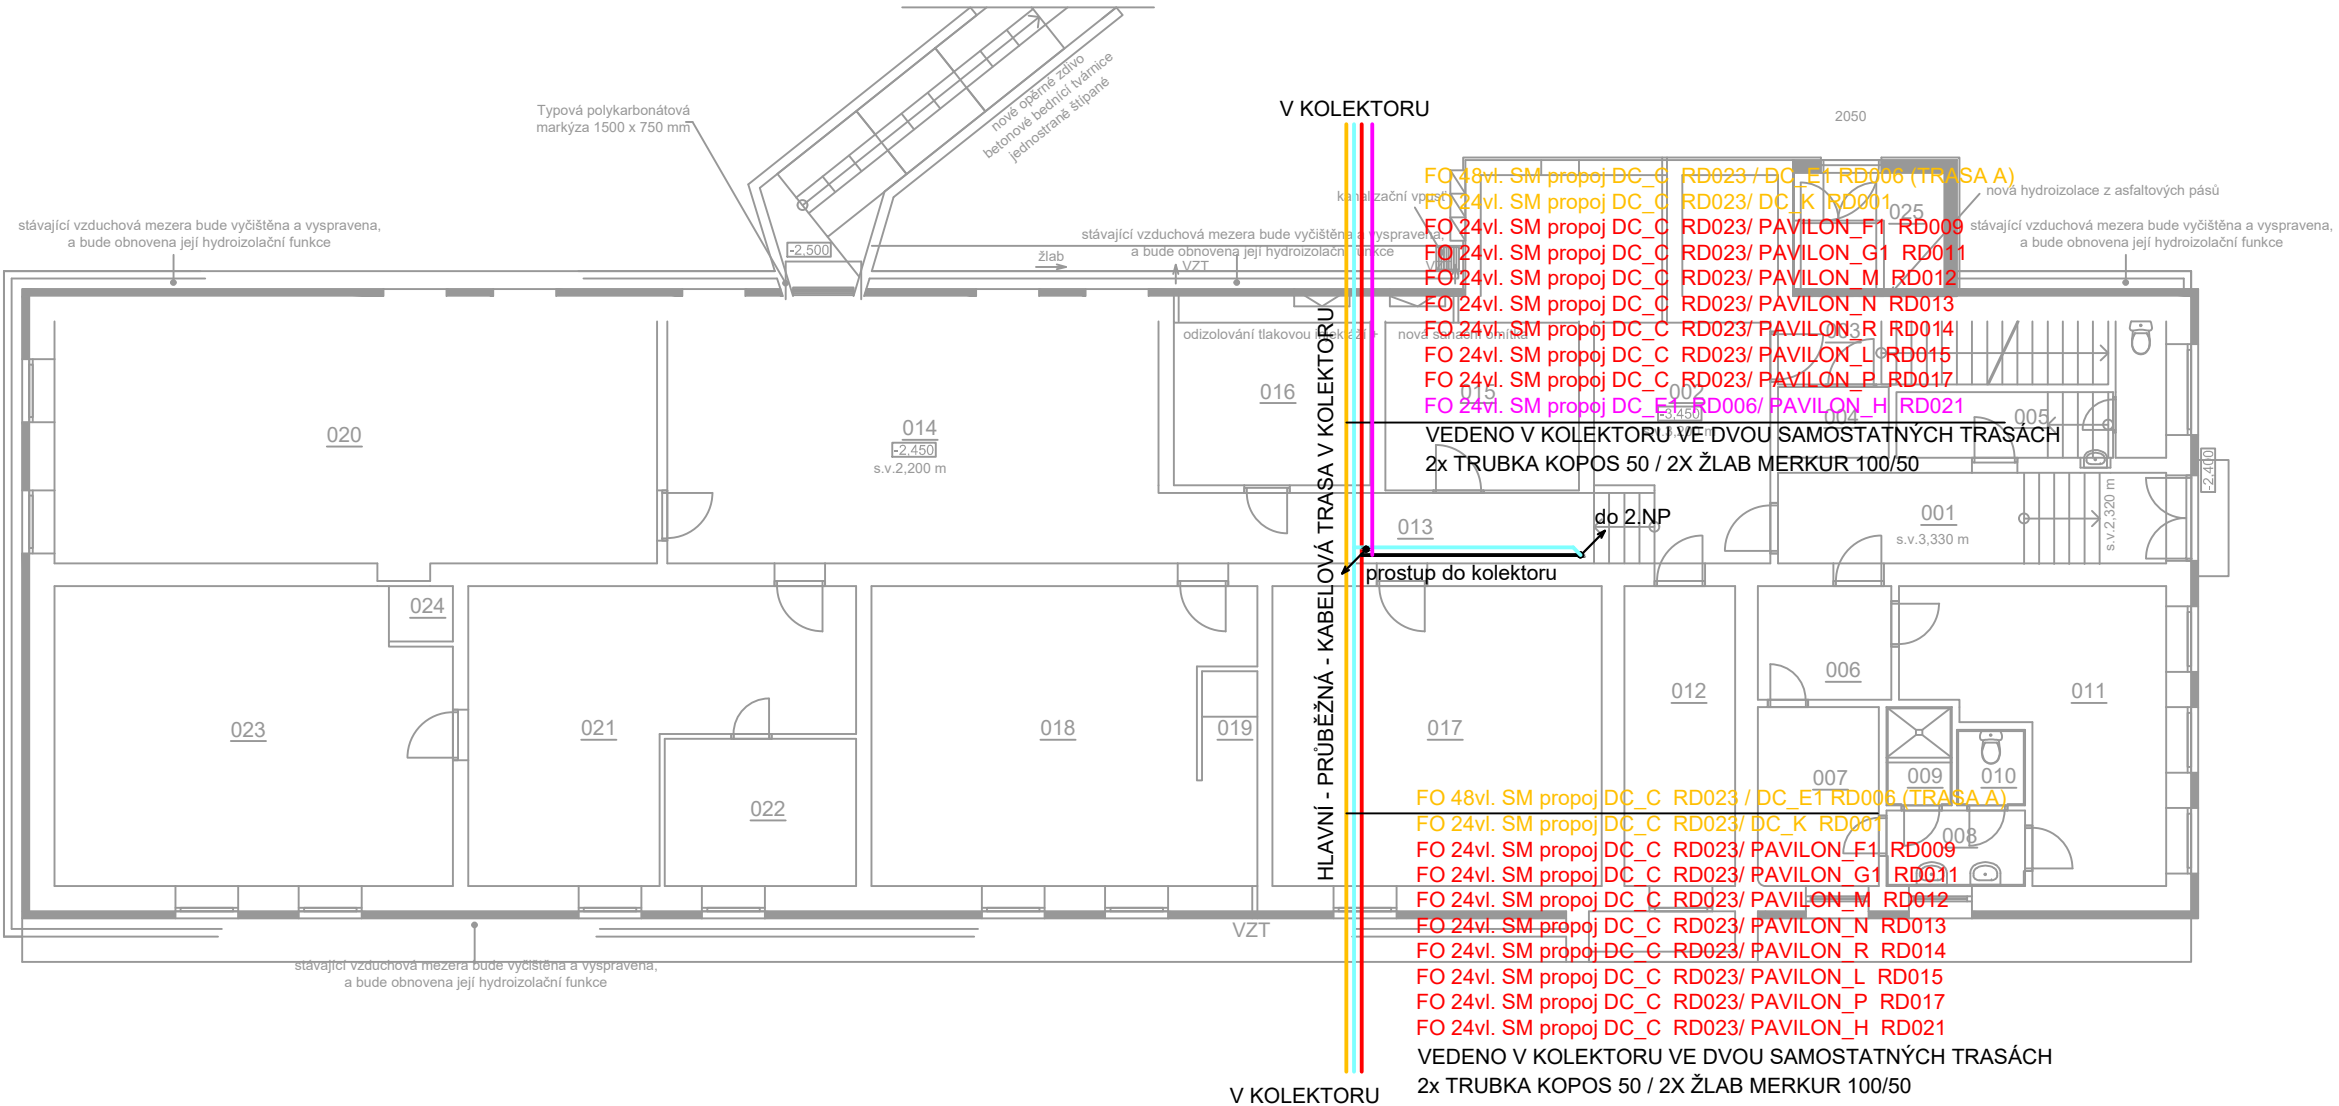 V KOLEKTORU
2050
Typová polykarbonátová
markýza 1500 x 750 mm
nové opěrné zdivo
betonové bednící tvárnice
jednostraně štípané
FO 48vl. SM propoj DC_C RD023 / DC_E1 RD006 (TRASA A)
FO 24vl. SM propoj DC_C RD023/ DC_K RD001
FO 24vl. SM propoj DC_C RD023/ PAVILON_F1 RD009
FO 24vl. SM propoj DC_C RD023/ PAVILON_G1 RD011
FO 24vl. SM propoj DC_C RD023/ PAVILON_M RD012
FO 24vl. SM propoj DC_C RD023/ PAVILON_N RD013
FO 24vl. SM propoj DC_C RD023/ PAVILON_R RD014
FO 24vl. SM propoj DC_C RD023/ PAVILON_L RD015
FO 24vl. SM propoj DC_C RD023/ PAVILON_P RD017
FO 24vl. SM propoj DC_E1 RD006/ PAVILON_H RD021
VEDENO V KOLEKTORU VE DVOU SAMOSTATNÝCH TRASÁCH
2x TRUBKA KOPOS 50 / 2X ŽLAB MERKUR 100/50
kanalizační vpusť
nová hydroizolace z asfaltových pásů
025
stávající vzduchová mezera bude vyčištěna a vyspravena,
a bude obnovena její hydroizolační funkce
stávající vzduchová mezera bude vyčištěna a vyspravena,
a bude obnovena její hydroizolační funkce
stávající vzduchová mezera bude vyčištěna a vyspravena,
a bude obnovena její hydroizolační funkce
-2,500
žlab
VZT
odizolování tlakovou injektáží +
nová sanační omítka
003
016
015
002
-3,450
004
005
020
014
-2,450
s.v.2,200 m
HLAVNÍ - PRŮBĚŽNÁ - KABELOVÁ TRASA V KOLEKTORU
013
do 2.NP
prostup do kolektoru
001
s.v.3,330 m
s.v.2,320 m
-2,400
024
023
021
022
018
019
017
012
006
011
007
009
010
008
FO 48vl. SM propoj DC_C RD023 / DC_E1 RD006 (TRASA A)
FO 24vl. SM propoj DC_C RD023/ DC_K RD001
FO 24vl. SM propoj DC_C RD023/ PAVILON_F1 RD009
FO 24vl. SM propoj DC_C RD023/ PAVILON_G1 RD011
FO 24vl. SM propoj DC_C RD023/ PAVILON_M RD012
FO 24vl. SM propoj DC_C RD023/ PAVILON_N RD013
FO 24vl. SM propoj DC_C RD023/ PAVILON_R RD014
FO 24vl. SM propoj DC_C RD023/ PAVILON_L RD015
FO 24vl. SM propoj DC_C RD023/ PAVILON_P RD017
FO 24vl. SM propoj DC_C RD023/ PAVILON_H RD021
VEDENO V KOLEKTORU VE DVOU SAMOSTATNÝCH TRASÁCH
2x TRUBKA KOPOS 50 / 2X ŽLAB MERKUR 100/50
VZT
stávající vzduchová mezera bude vyčištěna a vyspravena,
a bude obnovena její hydroizolační funkce
V KOLEKTORU